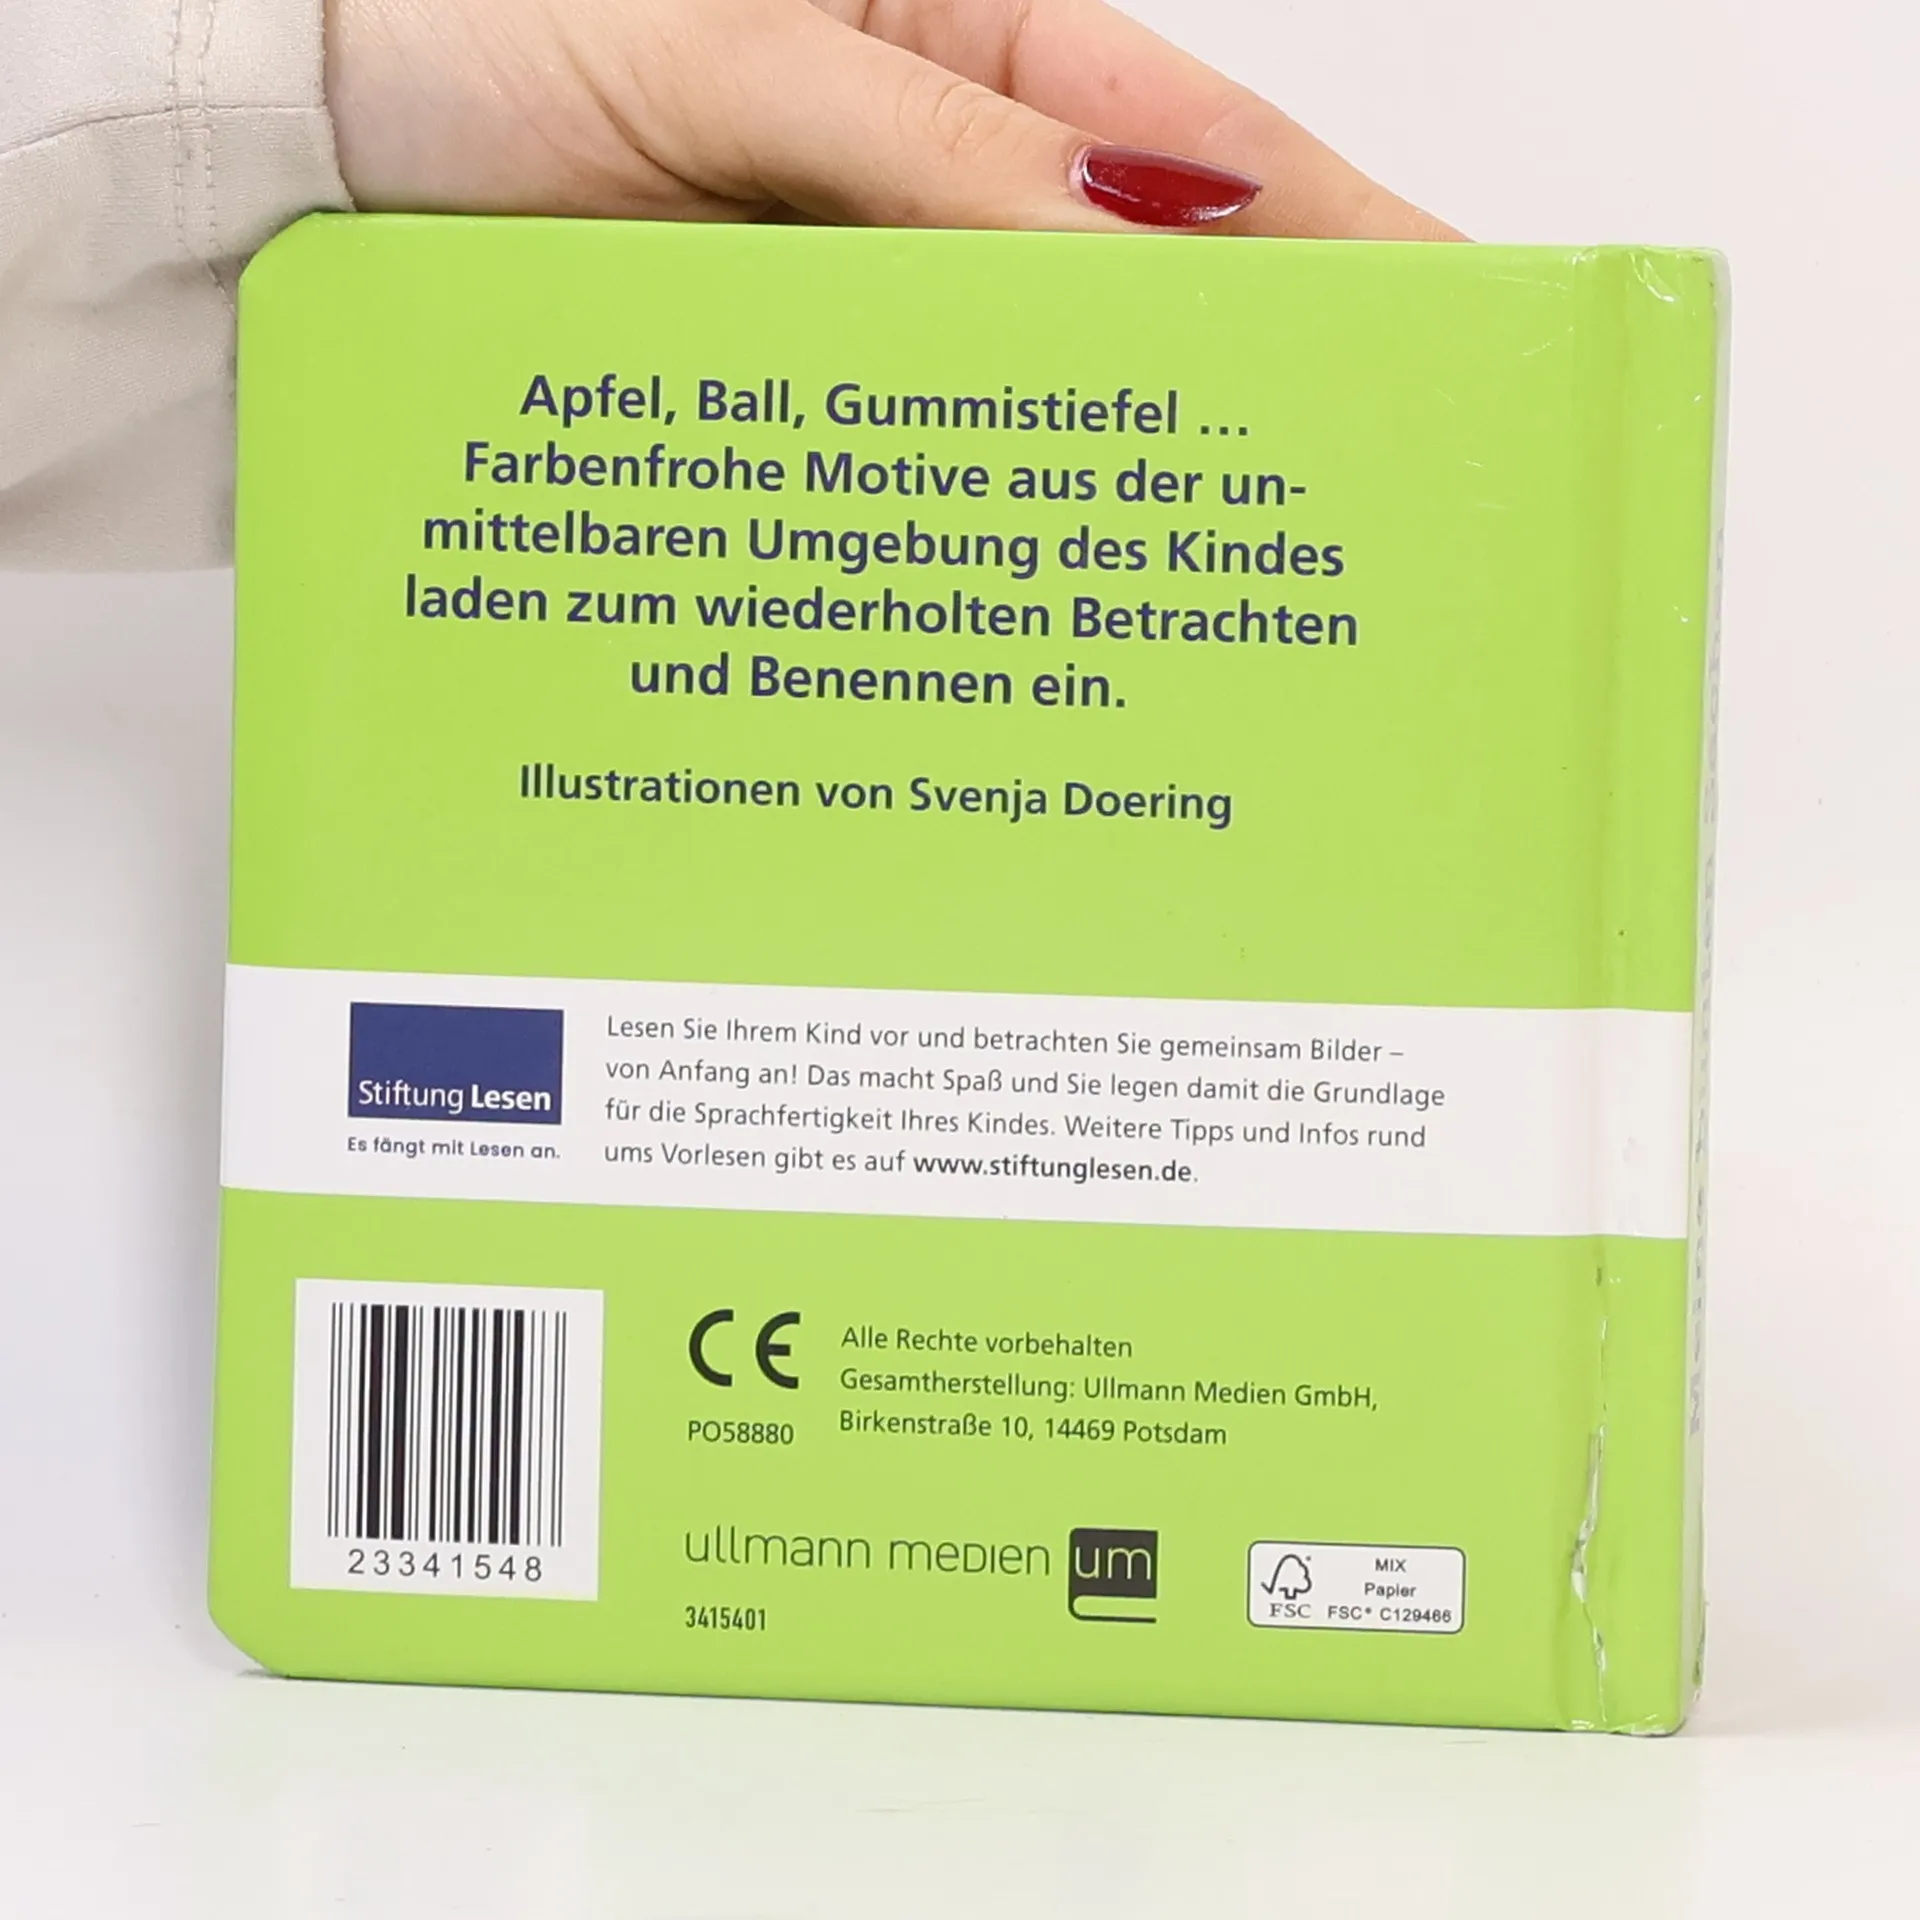 Apfel, Ball, Gummistiefel ...
Farbenfrohe Motive aus der un-
mittelbaren Umgebung des Kindes
laden zum wiederholten Betrachten
und Benennen ein.
Illustrationen von Svenja Doering
Stiftung Lesen
Es fängt mit Lesen an.
Lesen Sie Ihrem Kind vor und betrachten Sie gemeinsam Bilder –
von Anfang an! Das macht Spaß und Sie legen damit die Grundlage
für die Sprachfertigkeit Ihres Kindes. Weitere Tipps und Infos rund
ums Vorlesen gibt es auf www.stiftunglesen.de.
23341548
CE
PO58880
Alle Rechte vorbehalten
Gesamtherstellung: Ullmann Medien GmbH,
Birkenstraße 10, 14469 Potsdam
ullmann medien
um
3415401
FSC
MIX
Papier
FSC® C129466